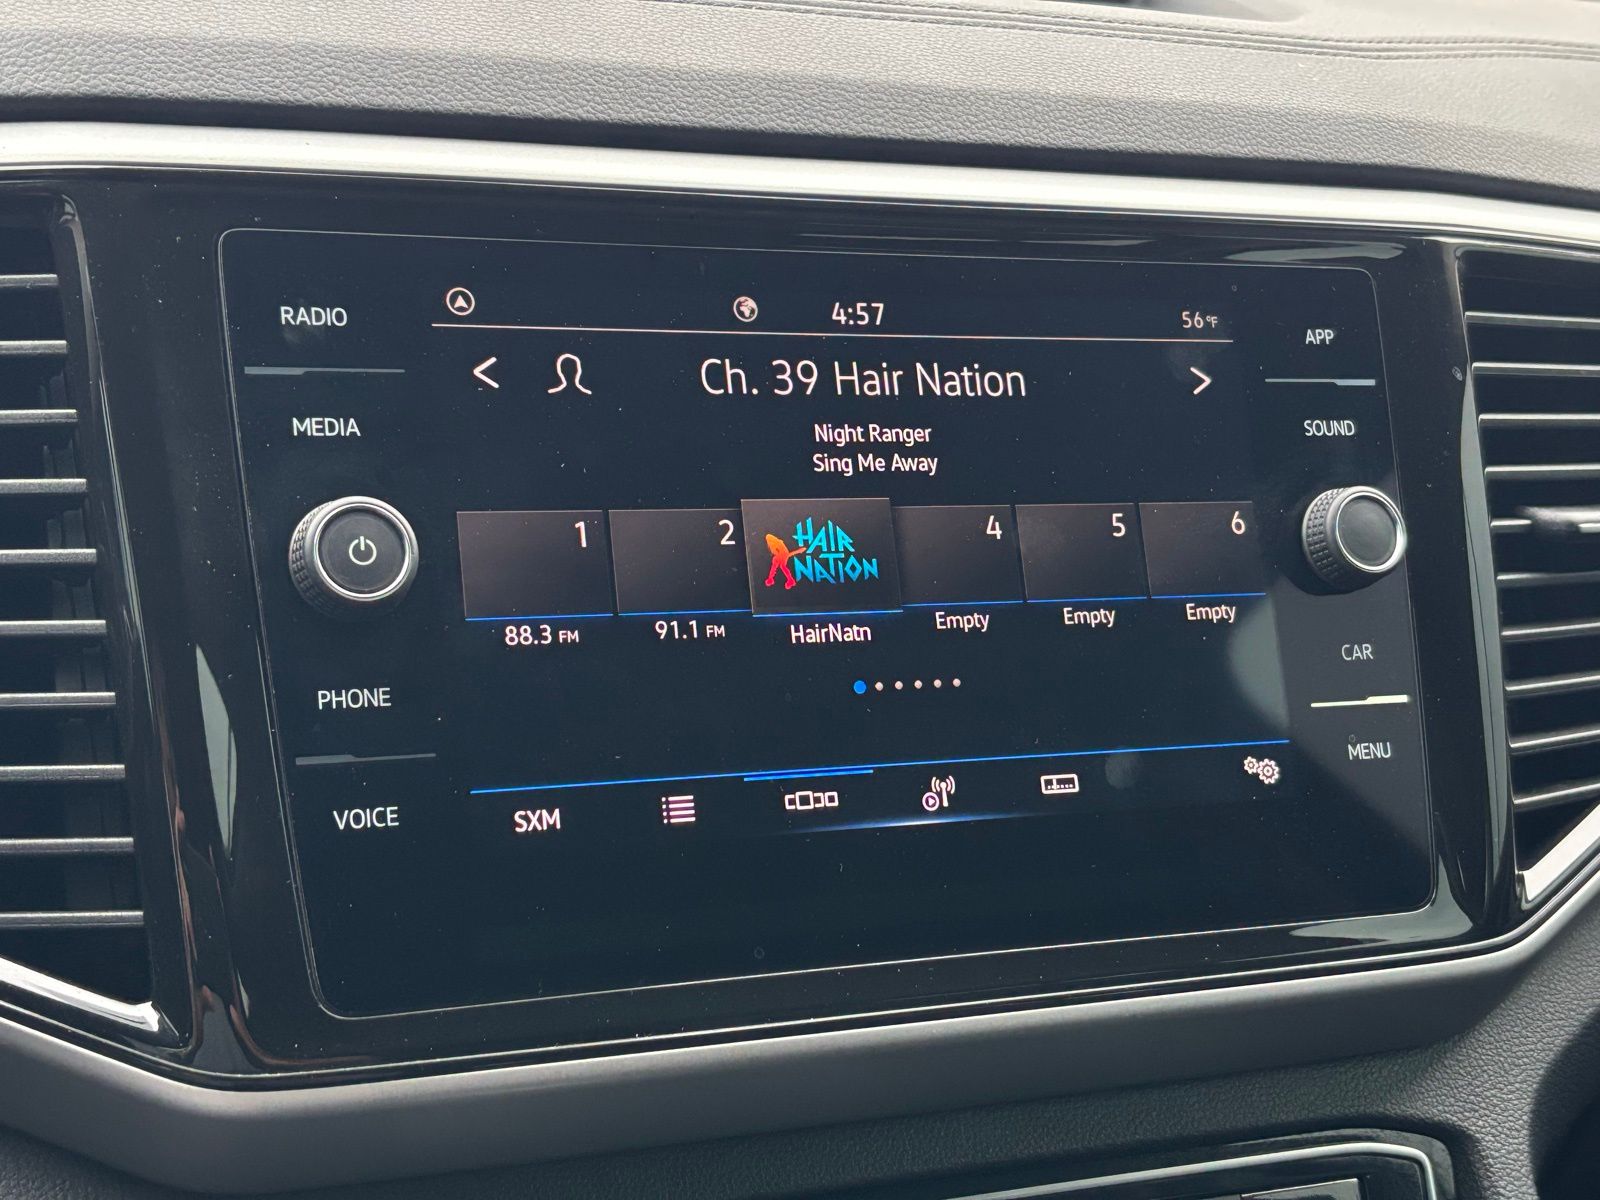 RADIO
4:57
56°F
APP
Ch. 39 Hair Nation
MEDIA
Night Ranger
SOUND
Sing Me Away
1
2
HAIR
NATION
4
5
6
88.3 FM
91.1 FM
HairNatn
Empty
Empty
Empty
CAR
PHONE
MENU
VOICE
SXM